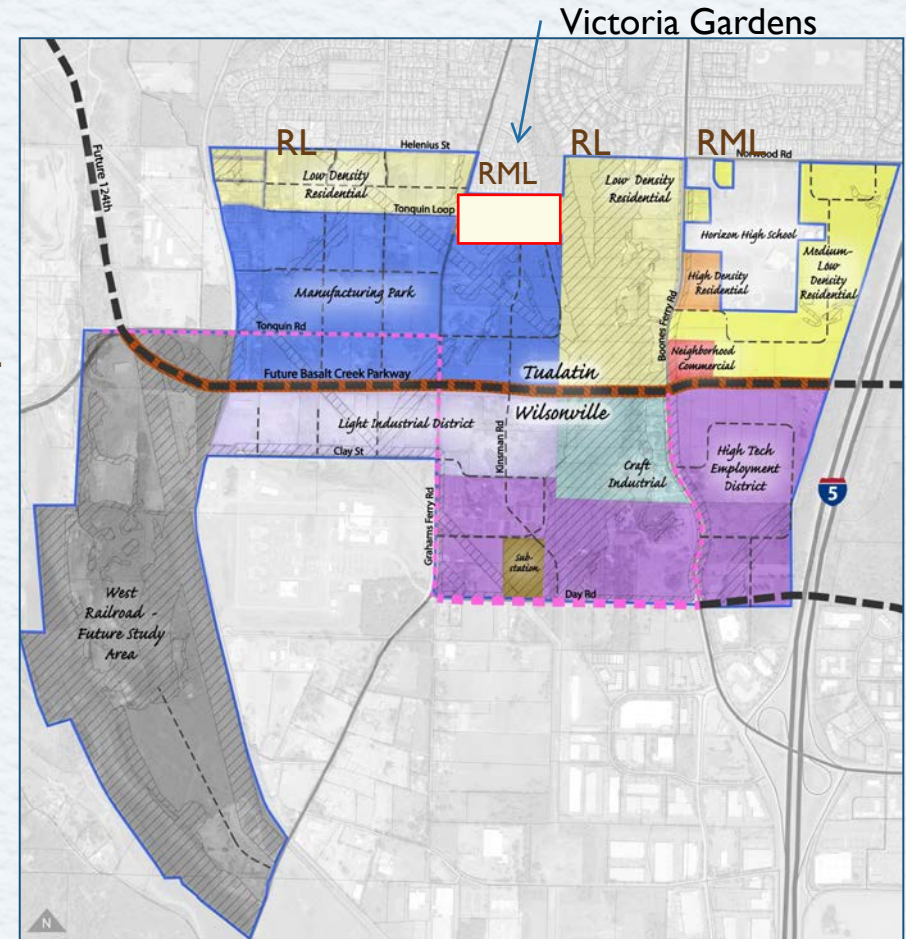 Victoria Gardens
RL
RL
RML
Helenius St
Norwood Rd
RML
Future 124th
Low Density
Residential
Low Density
Residential
Tonquin Loop
Horizon High School
Medium-
Low
Density
Residential
High Density
Residential
Manufacturing Park
Boones Ferry Rd
Tonquin Rd
Neighborhood
Commercial
Future Basalt Creek Parkway
Tualatin
Wilsonville
Light Industrial District
Kinsman Rd
Clay St
Craft
Industrial
High Tech
Employment
District
5
Grahams Ferry Rd
Sub-
station
Day Rd
West
Railroad -
Future Study
Area
N